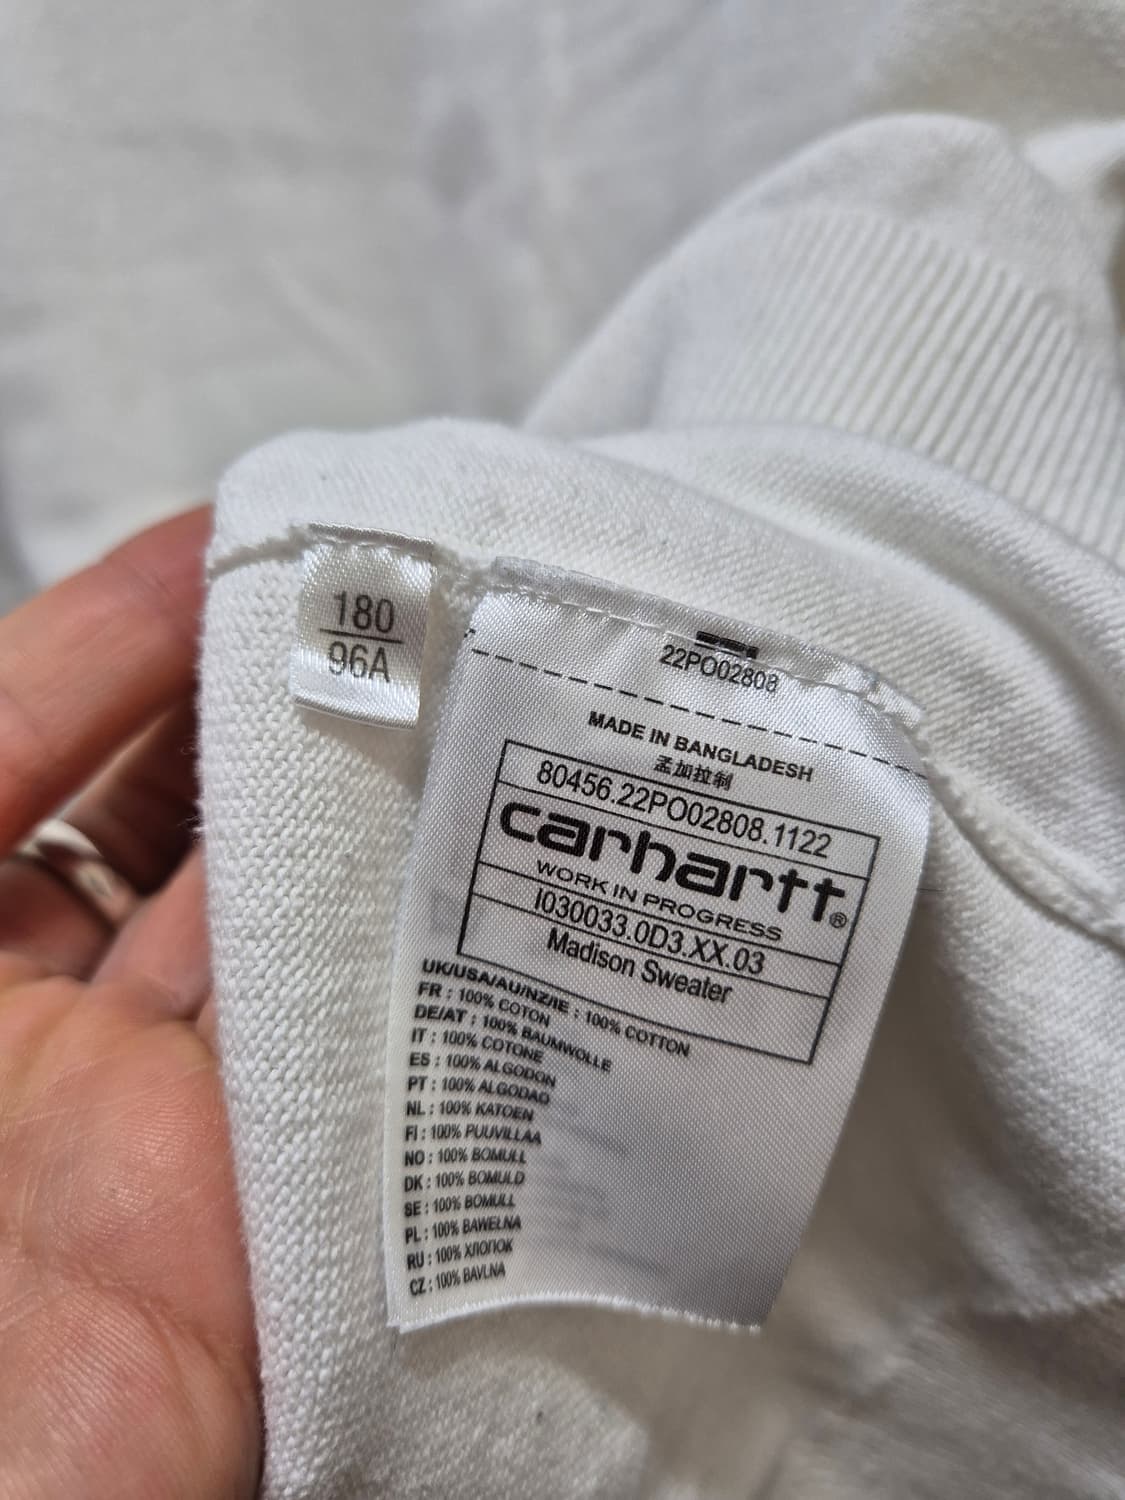 180
96A
22PO02808
MADE IN BANGLADESH
孟加拉制
80456.22PO02808.1122
carhartt®
WORK IN PROGRESS
I030033.0D3.XX.03
Madison Sweater
UK/USA/AU/NZ/IE : 100% COTTON
FR : 100% COTON
DE/AT : 100% BAUMWOLLE
IT : 100% COTONE
ES : 100% ALGODON
PT : 100% ALGODAO
NL : 100% KATOEN
FI : 100% PUUVILLAA
NO : 100% BOMULL
DK : 100% BOMULD
SE : 100% BOMULL
PL : 100% BAWEŁNA
RU : 100% ХЛОПОК
CZ : 100% BAVLNA